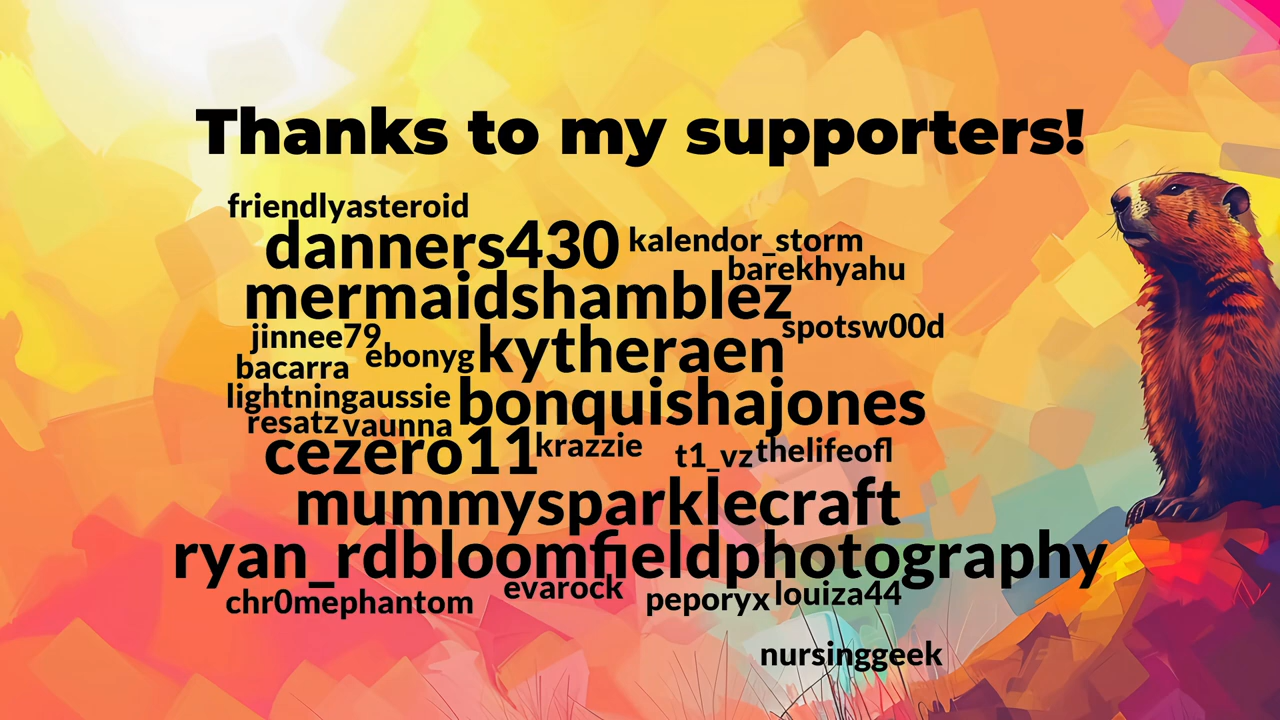 Thanks to my supporters!
friendlyasteroid
danners430 kalendor_storm
barekhyahu
mermaidshamblez
spotsw00d
jinnee79 ebonyg kytheraen
bacarra
lightningaussie bonquishajones
resatz vaunna
cezero11 krazzie t1_vz thelifeofl
mummysparklecraft
ryan_rdbloomfieldphotography
chr0mephantom evarock peporyx louiza44
nursinggeek